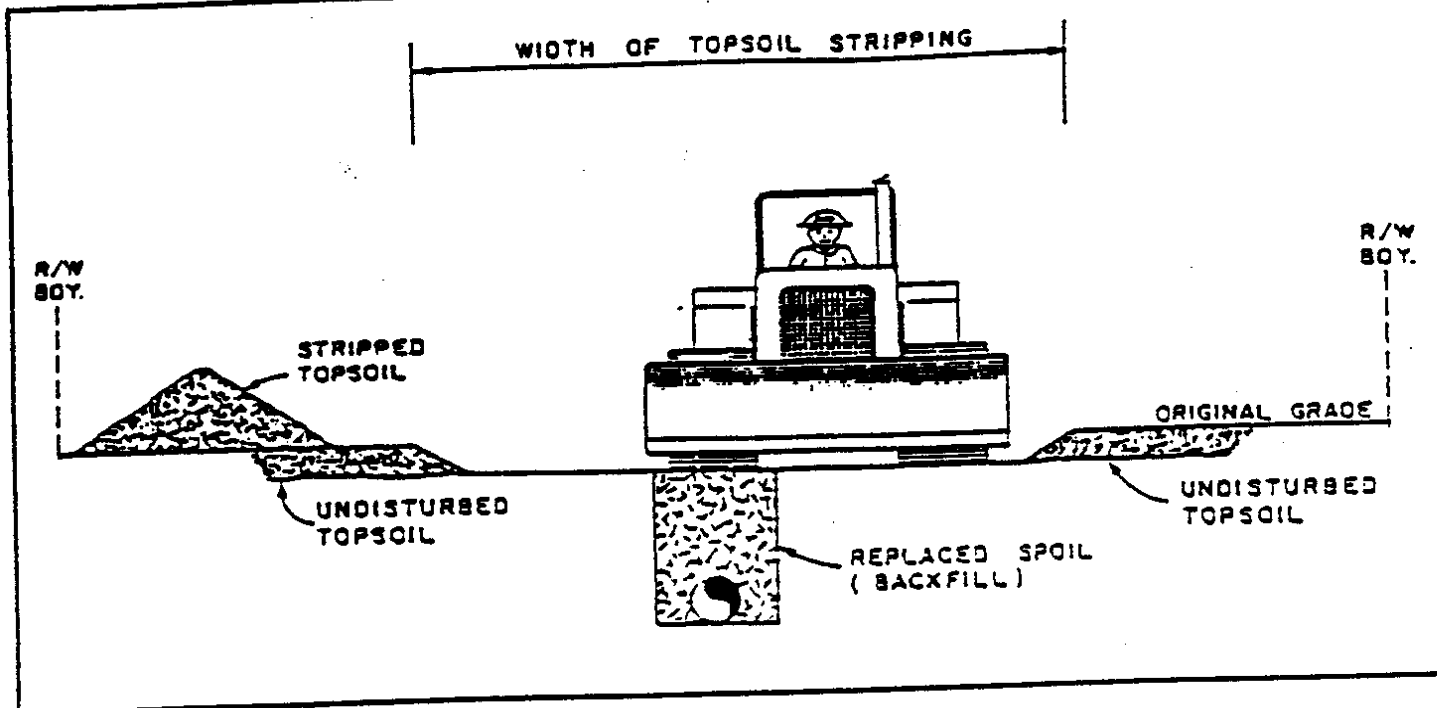 WIDTH OF TOPSOIL STRIPPING
R/W
BDY.
R/W
BDY.
STRIPPED
TOPSOIL
ORIGINAL GRADE
UNDISTURBED
TOPSOIL
UNDISTURBED
TOPSOIL
REPLACED SPOIL
( BACKFILL )